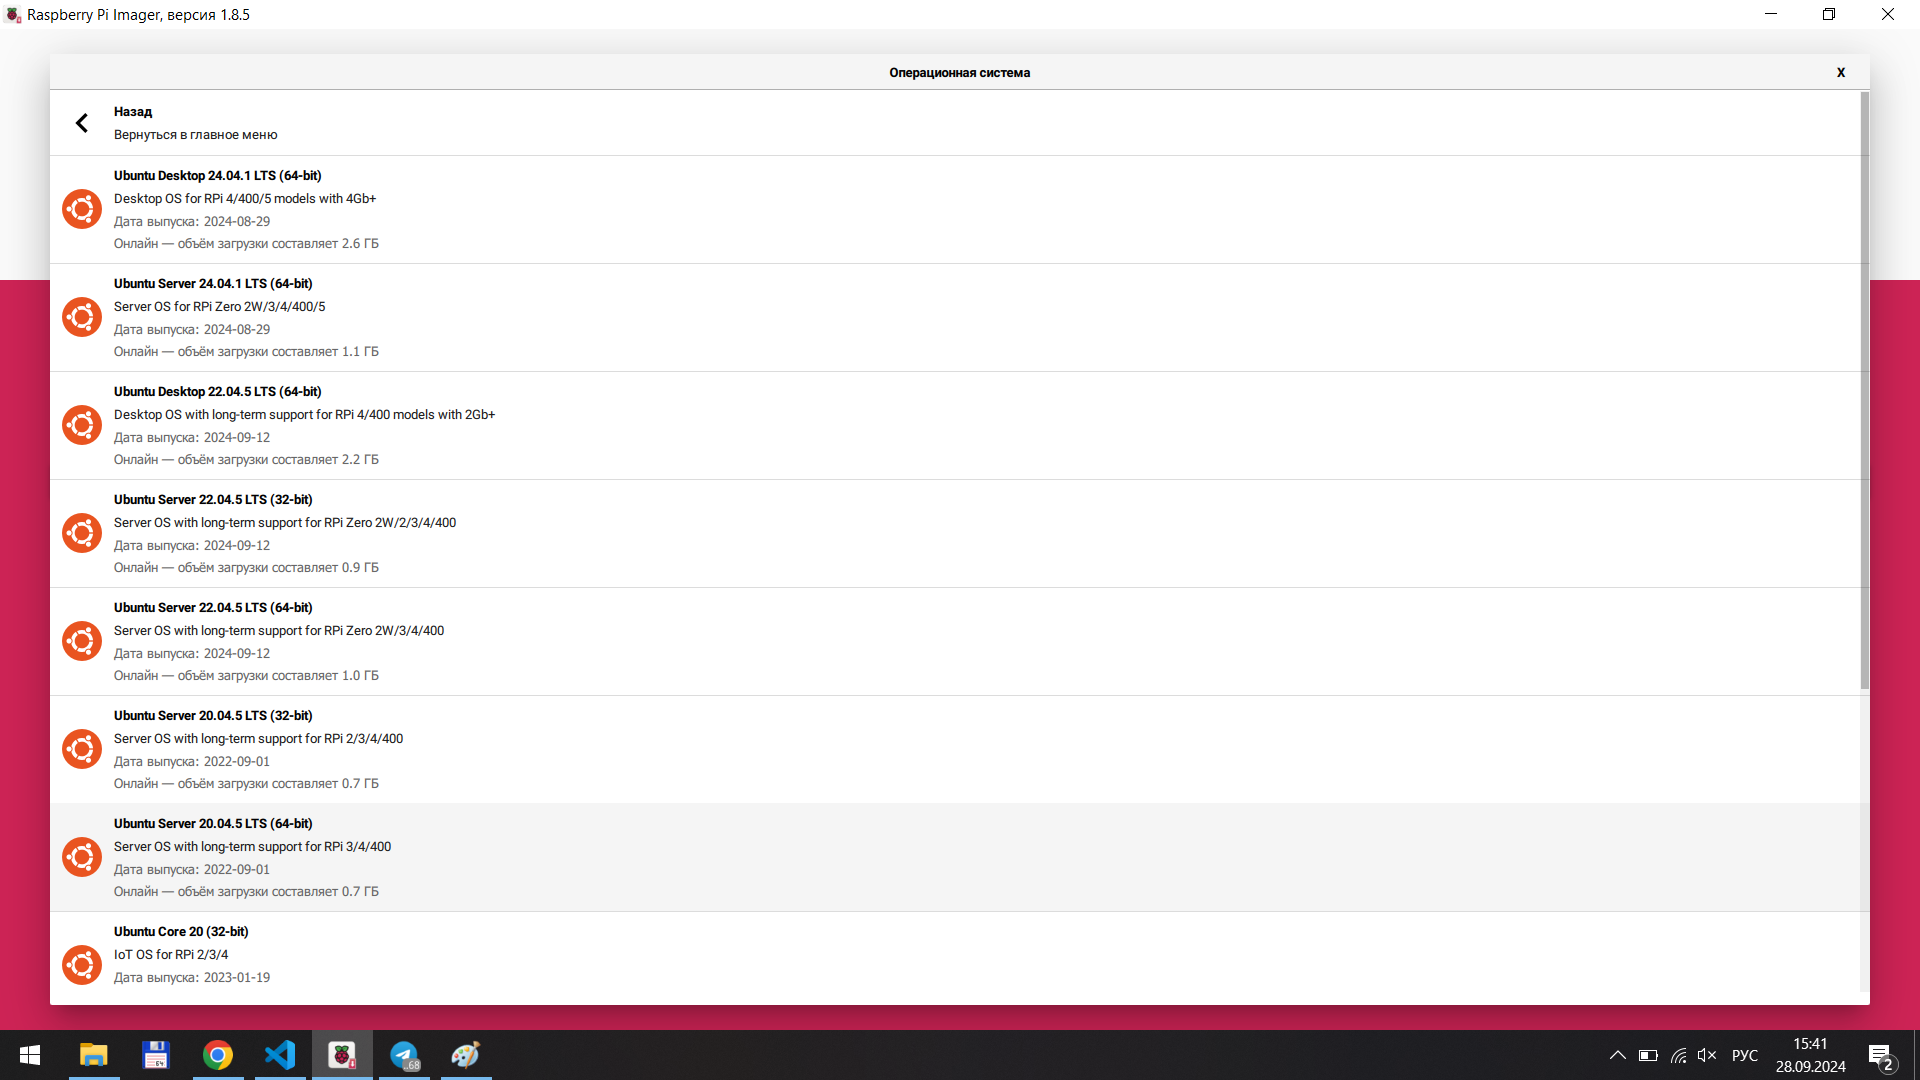 Raspberry Pi Imager, версия 1.8.5
Операционная система
X
Назад
Вернуться в главное меню
Ubuntu Desktop 24.04.1 LTS (64-bit)
Desktop OS for RPi 4/400/5 models with 4Gb+
Дата выпуска: 2024-08-29
Онлайн — объём загрузки составляет 2.6 ГБ
Ubuntu Server 24.04.1 LTS (64-bit)
Server OS for RPi Zero 2W/3/4/400/5
Дата выпуска: 2024-08-29
Онлайн — объём загрузки составляет 1.1 ГБ
Ubuntu Desktop 22.04.5 LTS (64-bit)
Desktop OS with long-term support for RPi 4/400 models with 2Gb+
Дата выпуска: 2024-09-12
Онлайн — объём загрузки составляет 2.2 ГБ
Ubuntu Server 22.04.5 LTS (32-bit)
Server OS with long-term support for RPi Zero 2W/2/3/4/400
Дата выпуска: 2024-09-12
Онлайн — объём загрузки составляет 0.9 ГБ
Ubuntu Server 22.04.5 LTS (64-bit)
Server OS with long-term support for RPi Zero 2W/3/4/400
Дата выпуска: 2024-09-12
Онлайн — объём загрузки составляет 1.0 ГБ
Ubuntu Server 20.04.5 LTS (32-bit)
Server OS with long-term support for RPi 2/3/4/400
Дата выпуска: 2022-09-01
Онлайн — объём загрузки составляет 0.7 ГБ
Ubuntu Server 20.04.5 LTS (64-bit)
Server OS with long-term support for RPi 3/4/400
Дата выпуска: 2022-09-01
Онлайн — объём загрузки составляет 0.7 ГБ
Ubuntu Core 20 (32-bit)
IoT OS for RPi 2/3/4
Дата выпуска: 2023-01-19
64
..68
РУС
15:41
28.09.2024
2